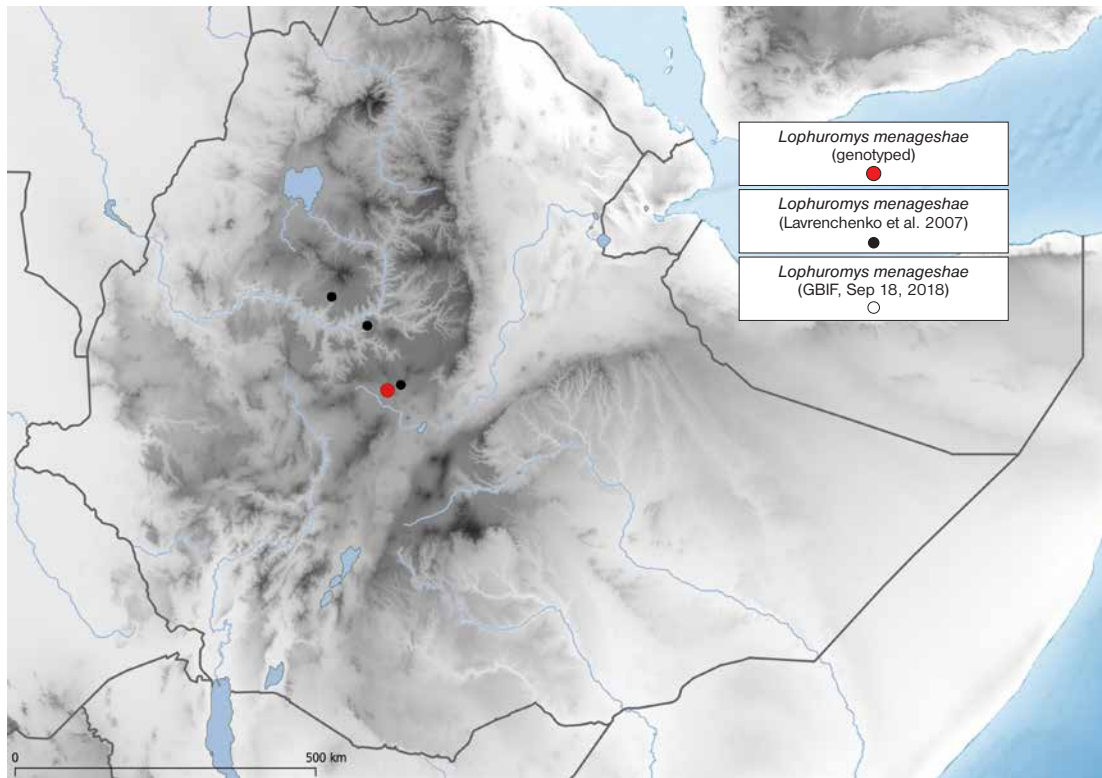 Lophuromys menageshae
(genotyped)
Lophuromys menageshae
(Lavrenchenko et al. 2007)
Lophuromys menageshae
(GBIF, Sep 18, 2018)
0
500 km